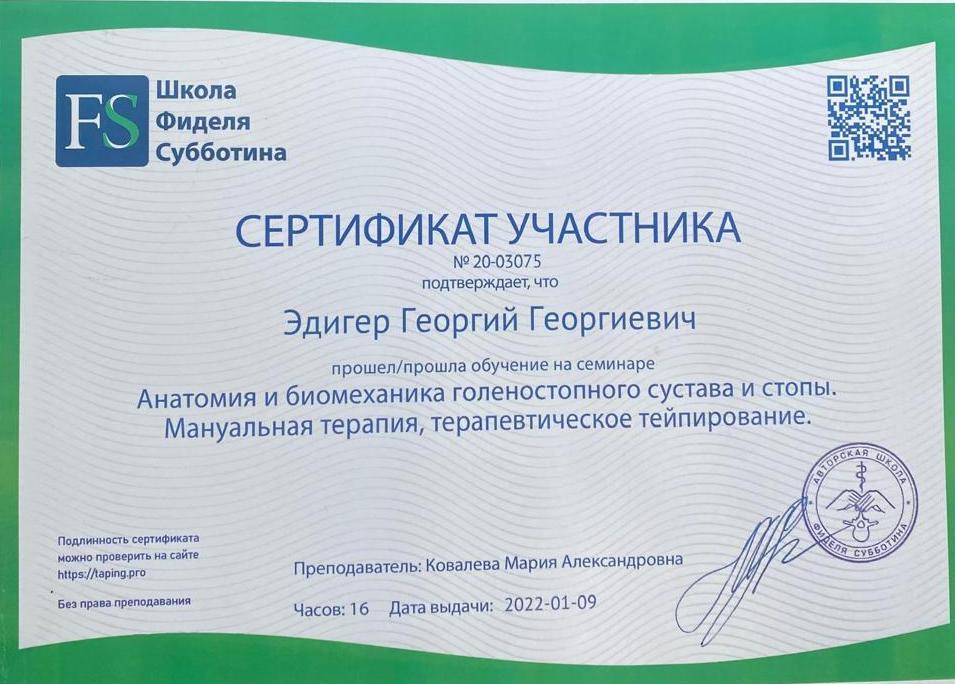 FS
Школа
Фиделя
Субботина
СЕРТИФИКАТ УЧАСТНИКА
№ 20-03075
подтверждает, что
Эдигер Георгий Георгиевич
прошел/прошла обучение на семинаре
Анатомия и биомеханика голеностопного сустава и стопы.
Мануальная терапия, терапевтическое тейпирование.
АВТОРСКАЯ ШКОЛА
ФИДЕЛЯ СУББОТИНА
Подлинность сертификата
можно проверить на сайте
https://taping.pro
Без права преподавания
Преподаватель: Ковалева Мария Александровна
Часов: 16 Дата выдачи: 2022-01-09